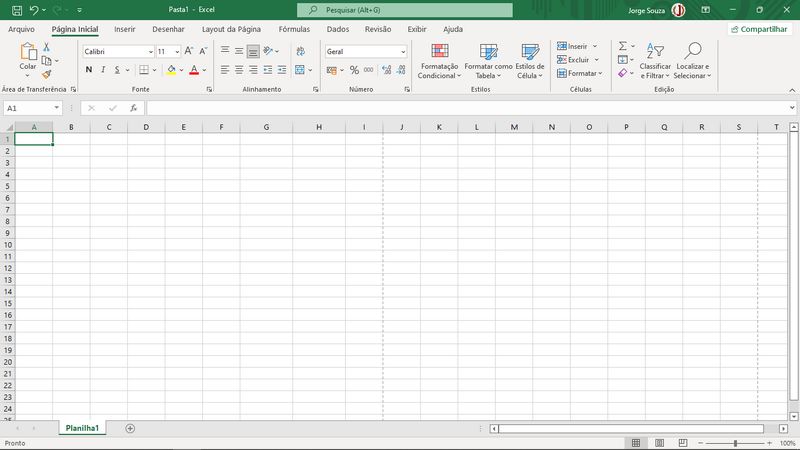 Pasta1 - Excel
Pesquisar (Alt+G)
Jorge Souza
Arquivo Página Inicial Inserir Desenhar Layout da Página Fórmulas Dados Revisão Exibir Ajuda Compartilhar
Colar
Calibri 11
N I S
Geral
% 000
Formatação Condicional
Formatar como Tabela
Estilos de Célula
Inserir
Excluir
Formatar
Classificar e Filtrar
Localizar e Selecionar
Área de Transferência Fonte Alinhamento Número Estilos Células Edição
A1 fx
A B C D E F G H I J K L M N O P Q R S T
1
2
3
4
5
6
7
8
9
10
11
12
13
14
15
16
17
18
19
20
21
22
23
24
25
Planilha1
Pronto 100%